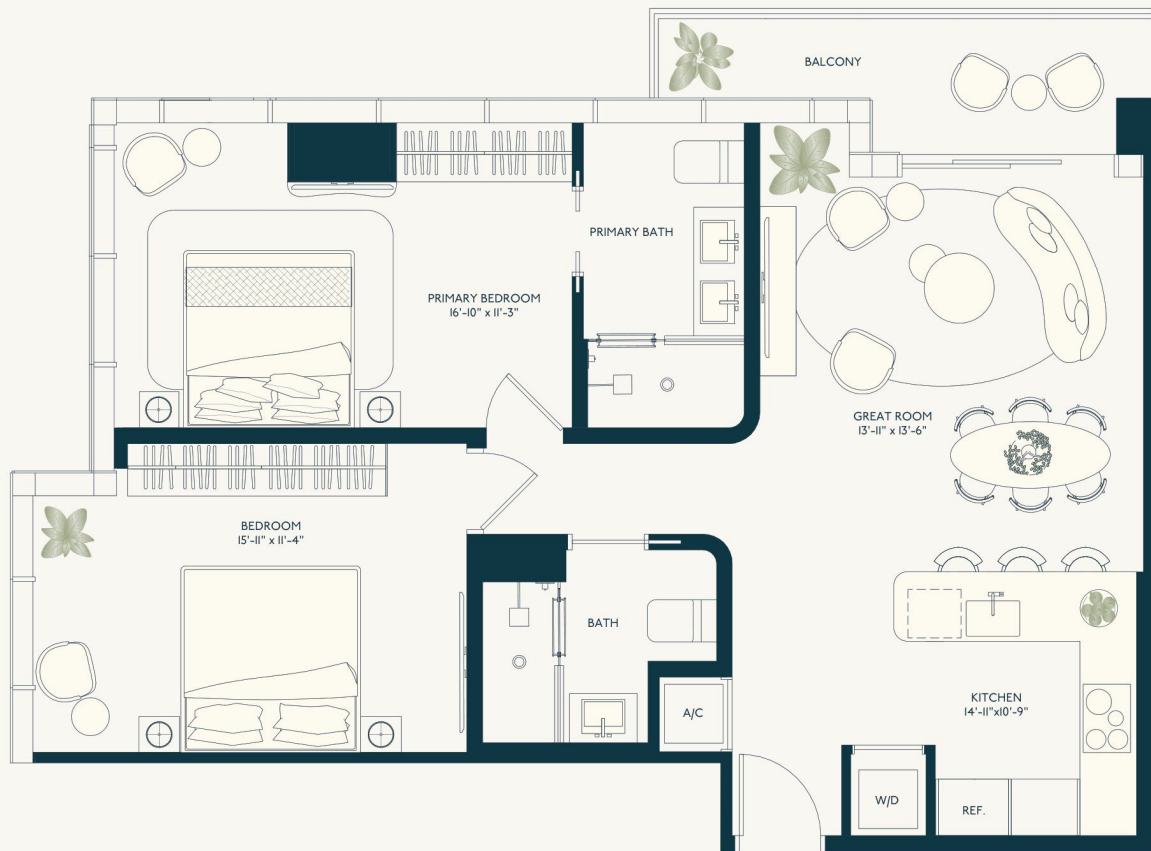 BALCONY
PRIMARY BATH
PRIMARY BEDROOM
16'-10" x 11'-3"
GREAT ROOM
13'-11" x 13'-6"
BEDROOM
15'-11" x 11'-4"
BATH
A/C
KITCHEN
14'-11"x10'-9"
W/D
REF.